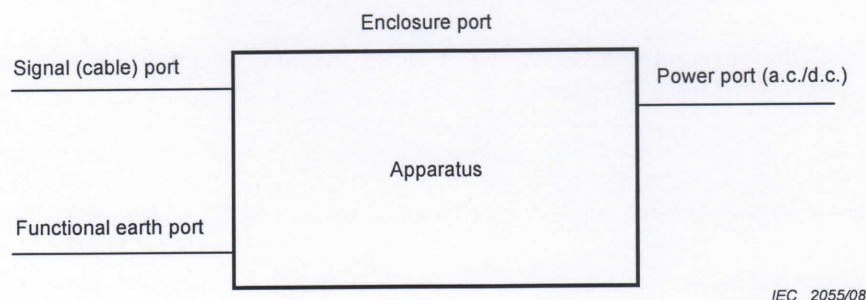 Enclosure port
Signal (cable) port
Power port (a.c./d.c.)
Apparatus
Functional earth port
IEC 2055/08